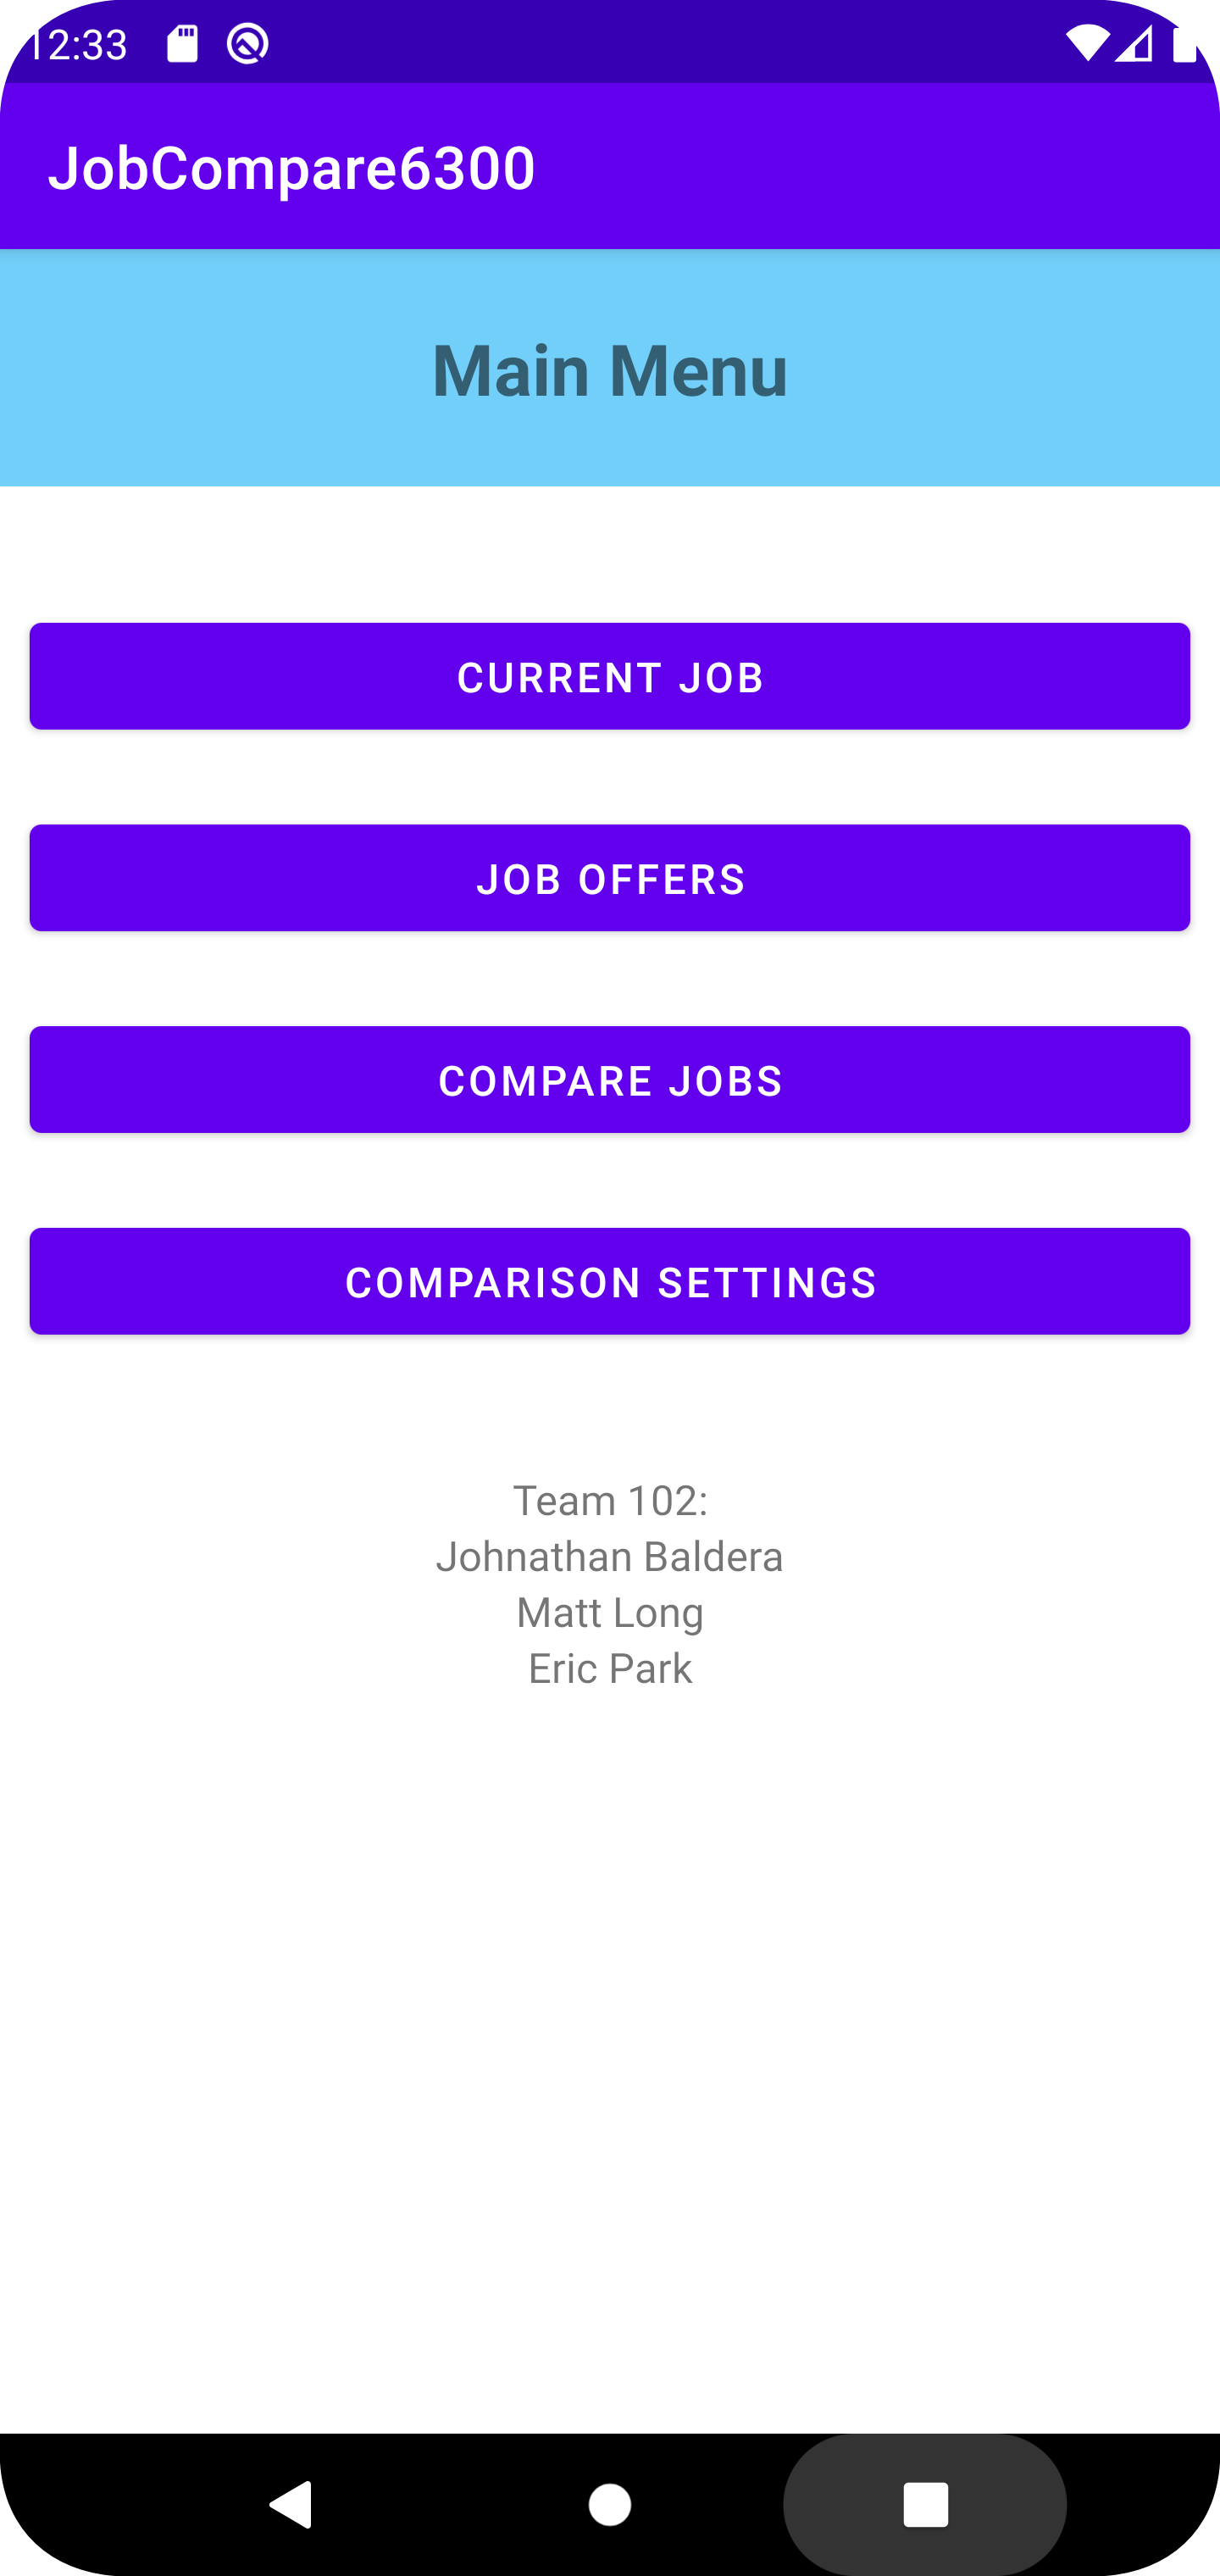 12:33
JobCompare6300
Main Menu
CURRENT JOB
JOB OFFERS
COMPARE JOBS
COMPARISON SETTINGS
Team 102:
Johnathan Baldera
Matt Long
Eric Park